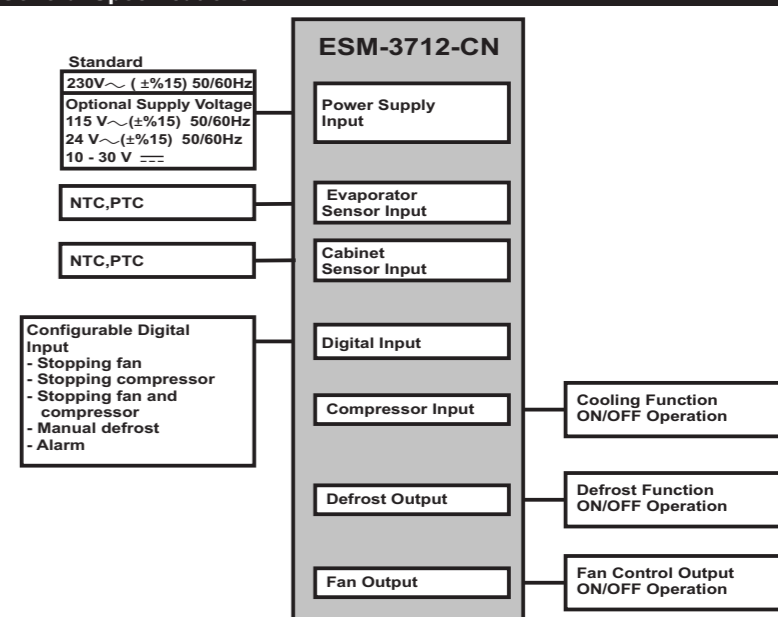 ESM-3712-CN
Standard
230V～ ( ±%15) 50/60Hz
Optional Supply Voltage
115 V～(±%15) 50/60Hz
24 V～(±%15) 50/60Hz
10 - 30 V ⎓
Power Supply
Input
NTC,PTC
Evaporator
Sensor Input
NTC,PTC
Cabinet
Sensor Input
Configurable Digital
Input
- Stopping fan
- Stopping compressor
- Stopping fan and
compressor
- Manual defrost
- Alarm
Digital Input
Compressor Input
Cooling Function
ON/OFF Operation
Defrost Output
Defrost Function
ON/OFF Operation
Fan Output
Fan Control Output
ON/OFF Operation